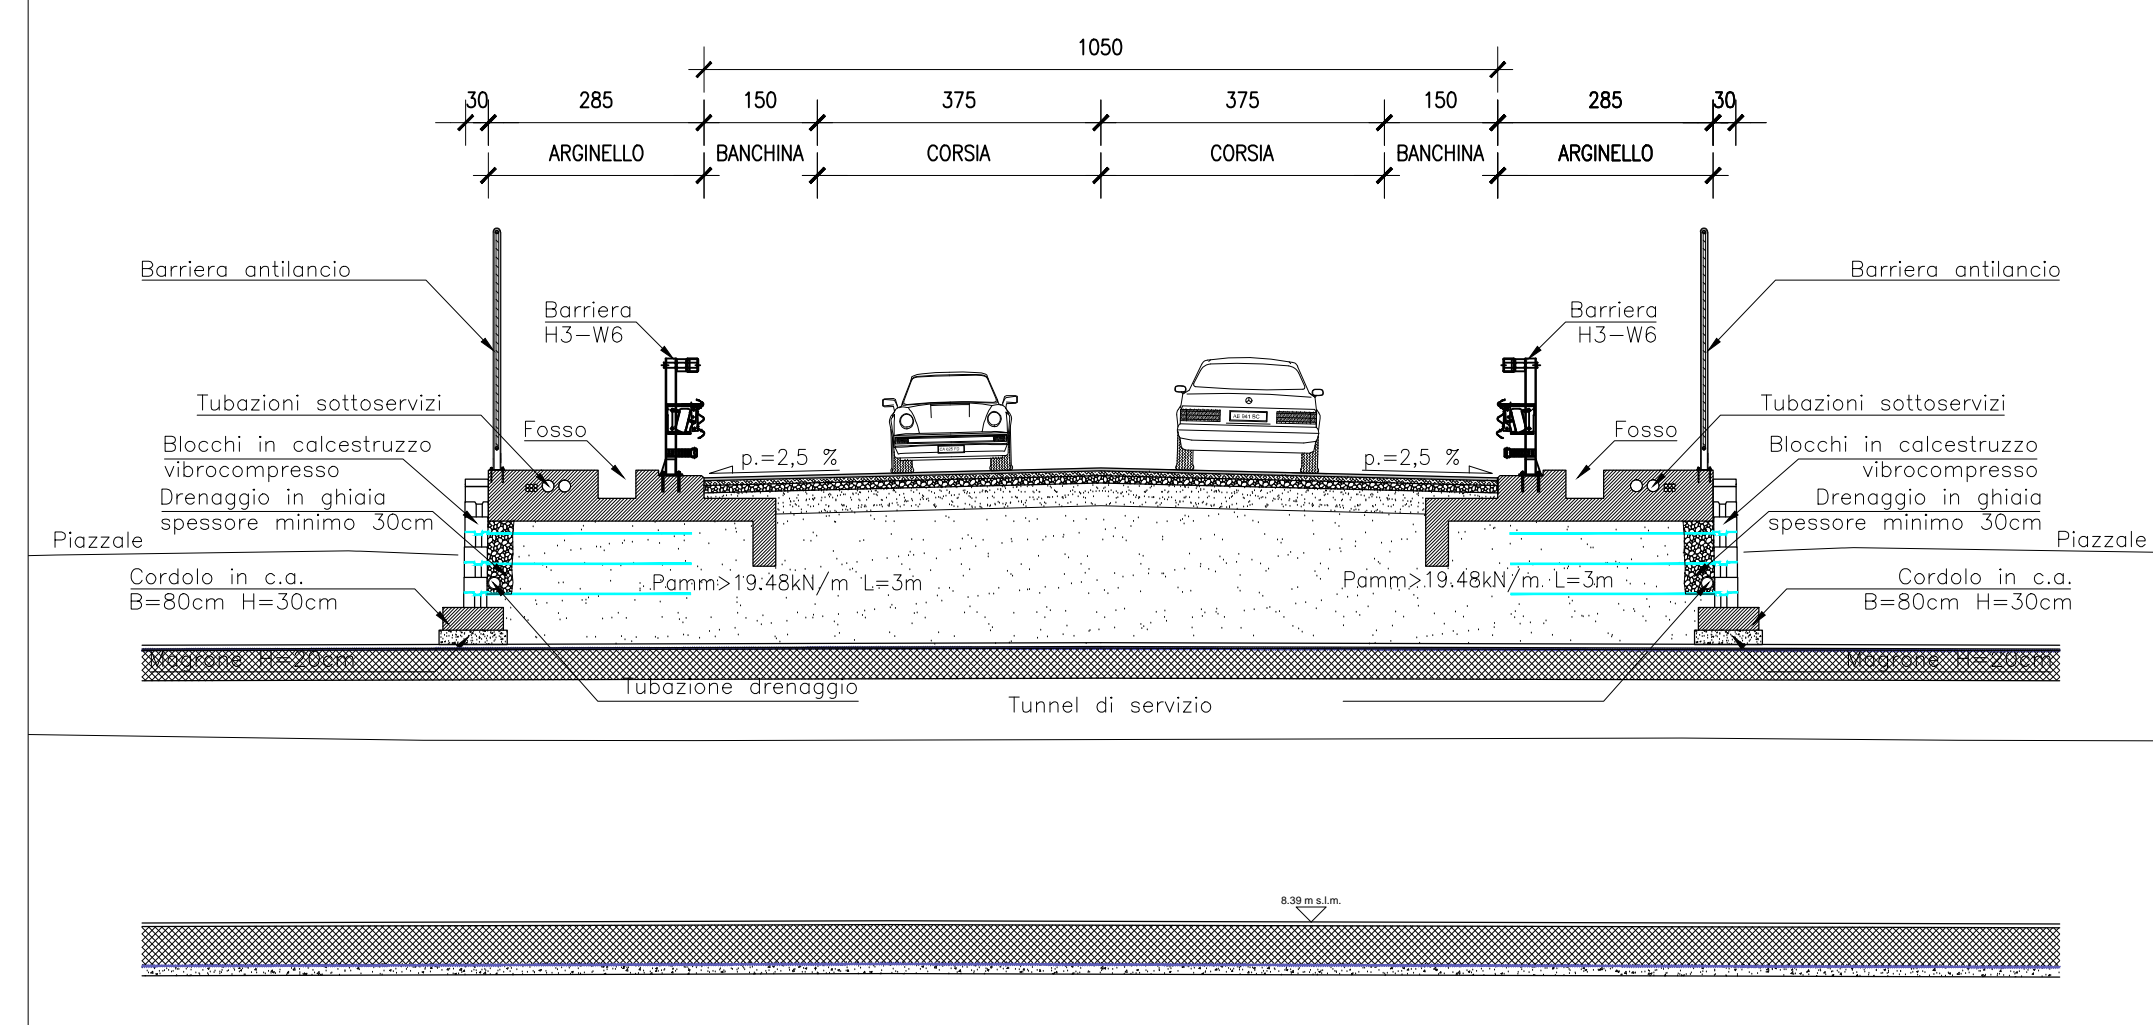 1050
30 285 150 375 375 150 285 30
ARGINELLO BANCHINA CORSIA CORSIA BANCHINA ARGINELLO
Barriera antilancio
Barriera antilancio
Barriera
H3-W6
Barriera
H3-W6
Tubazioni sottoservizi
Tubazioni sottoservizi
Fosso
Fosso
Blocchi in calcestruzzo
vibrocompresso
Blocchi in calcestruzzo
vibrocompresso
p.=2,5 %
p.=2,5 %
AE 941 BC
Drenaggio in ghiaia
spessore minimo 30cm
Drenaggio in ghiaia
spessore minimo 30cm
Piazzale
Piazzale
Cordolo in c.a.
B=80cm H=30cm
Cordolo in c.a.
B=80cm H=30cm
Pamm>19.48kN/m L=3m
Pamm>19.48kN/m L=3m
Magrone H=20cm
Magrone H=20cm
Tubazione drenaggio
Tunnel di servizio
8.39 m s.l.m.